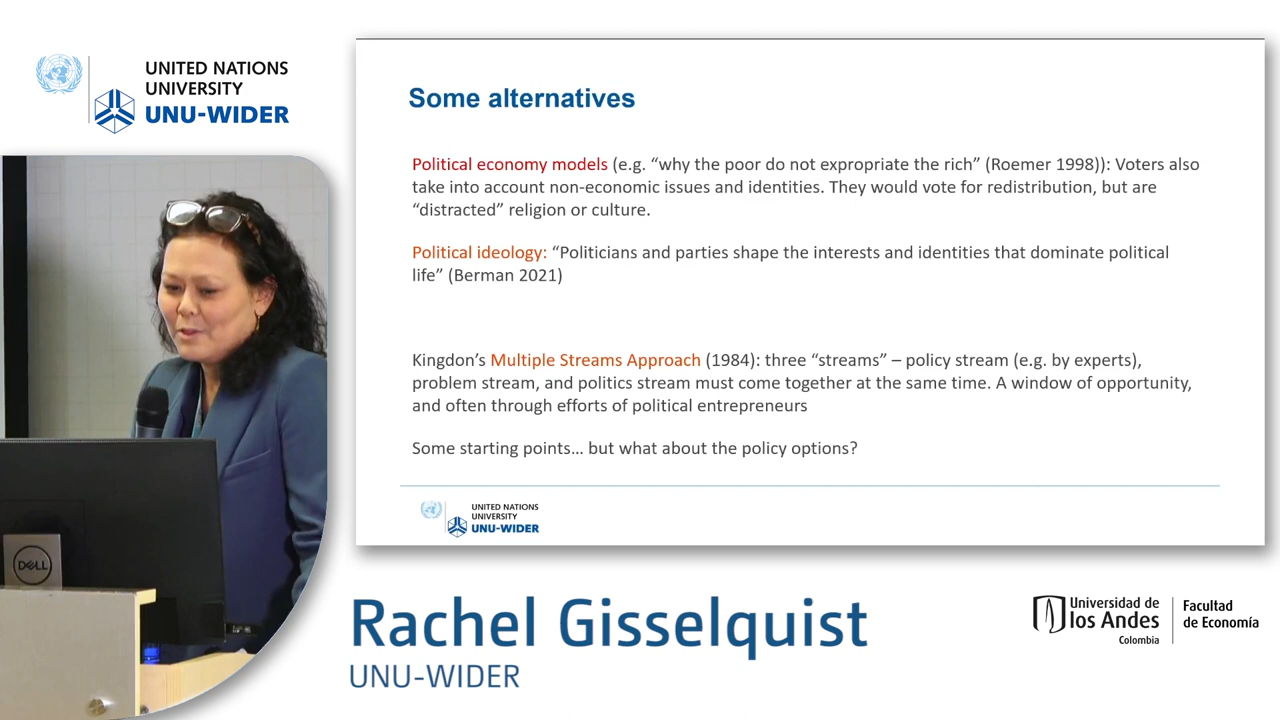 UNITED NATIONS
UNIVERSITY
UNU-WIDER
Some alternatives
Political economy models (e.g. “why the poor do not expropriate the rich” (Roemer 1998)): Voters also
take into account non-economic issues and identities. They would vote for redistribution, but are
“distracted” religion or culture.
Political ideology: “Politicians and parties shape the interests and identities that dominate political
life” (Berman 2021)
Kingdon’s Multiple Streams Approach (1984): three “streams” – policy stream (e.g. by experts),
problem stream, and politics stream must come together at the same time. A window of opportunity,
and often through efforts of political entrepreneurs
Some starting points… but what about the policy options?
UNITED NATIONS
UNIVERSITY
UNU-WIDER
DELL
Rachel Gisselquist
UNU-WIDER
Universidad de
los Andes
Colombia
Facultad
de Economía